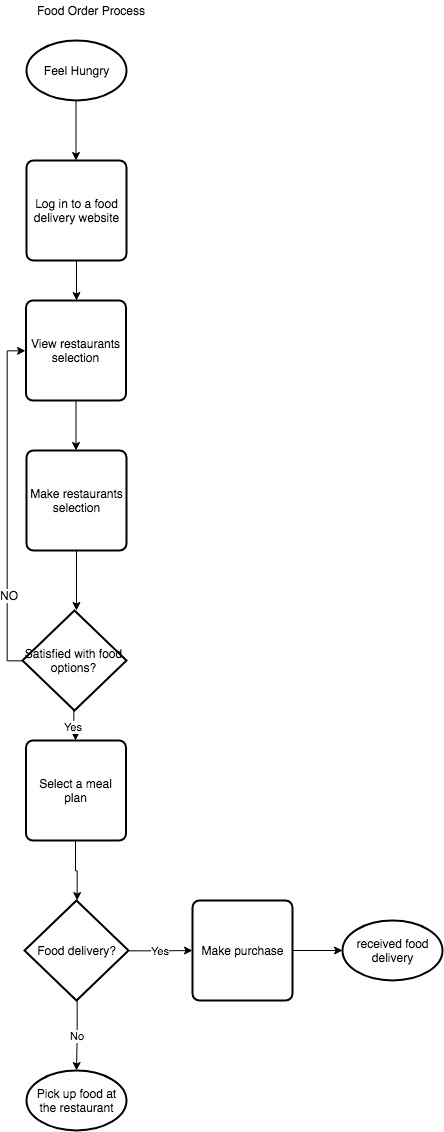 Food Order Process
Feel Hungry
Log in to a food
delivery website
View restaurants
selection
Make restaurants
selection
NO
Satisfied with food
options?
Yes
Select a meal
plan
Food delivery?
Yes
Make purchase
received food
delivery
No
Pick up food at
the restaurant